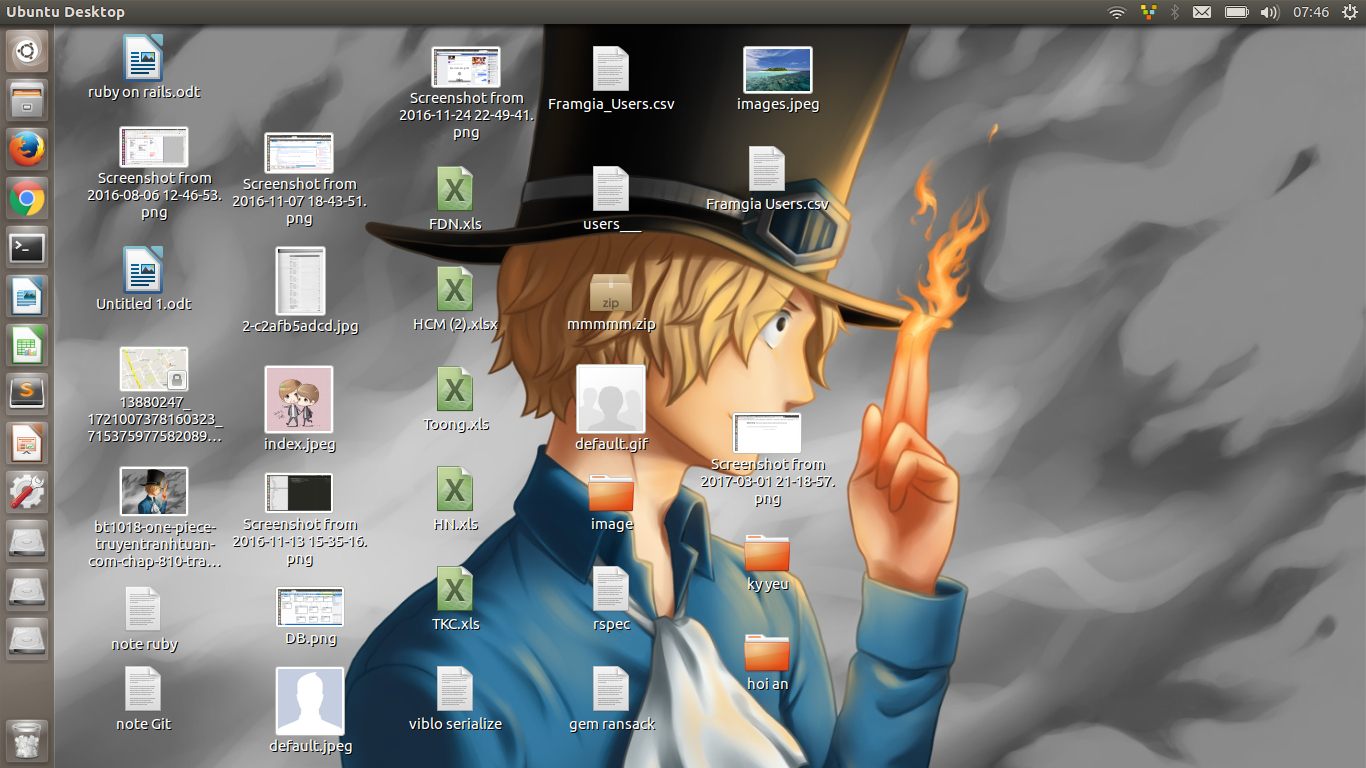 Ubuntu Desktop
07:46
ruby on rails.odt
Screenshot from
2016-08-06 12-46-53.
png
Untitled 1.odt
13880247_
1721007378160323_
715375977582089...
bt1018-one-piece-
truyentranhtuan-
com-chap-810-tra...
note ruby
note Git
Screenshot from
2016-11-07 18-43-51.
png
2-c2afb5adcd.jpg
index.jpeg
Screenshot from
2016-11-13 15-35-16.
png
DB.png
default.jpeg
Screenshot from
2016-11-24 22-49-41.
png
FDN.xls
HCM (2).xlsx
Toong.xls
HN.xls
TKC.xls
viblo serialize
Framgia_Users.csv
users___
zip
mmmmm.zip
default.gif
image
rspec
gem ransack
images.jpeg
Framgia Users.csv
Screenshot from
2017-03-01 21-18-57.
png
ky yeu
hoi an